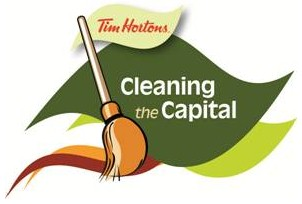 Tim Hortons.
Cleaning
the Capital